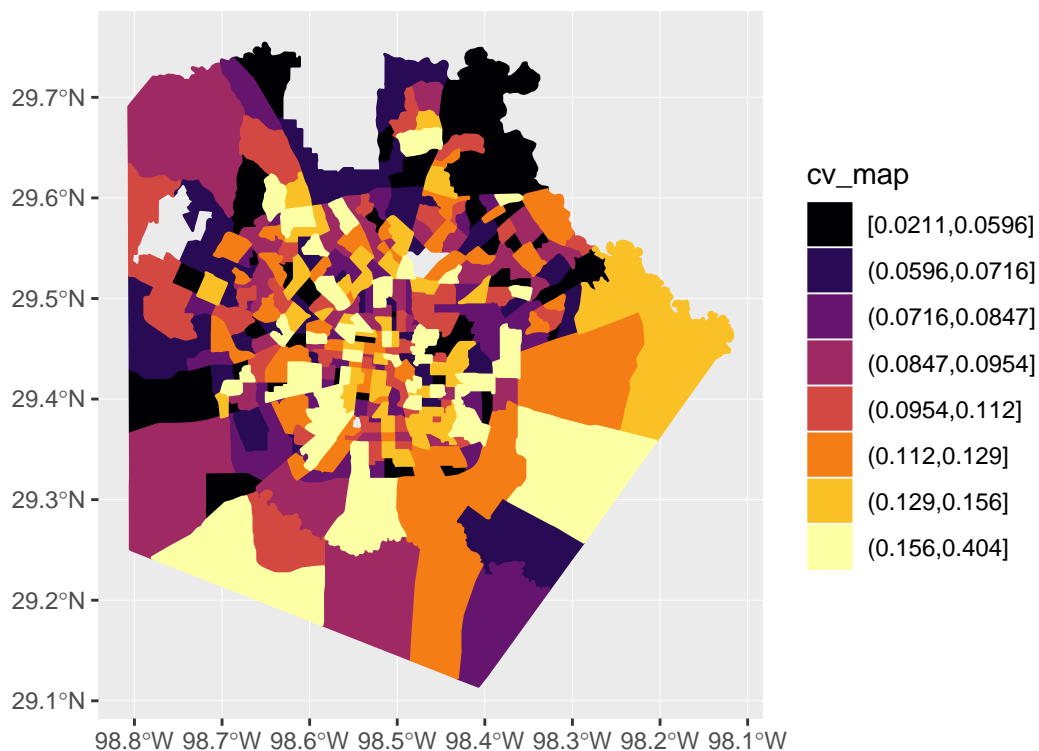 29.7°N
29.6°N
29.5°N
29.4°N
29.3°N
29.2°N
29.1°N
98.8°W 98.7°W 98.6°W 98.5°W 98.4°W 98.3°W 98.2°W 98.1°W
cv_map
[0.0211,0.0596]
(0.0596,0.0716]
(0.0716,0.0847]
(0.0847,0.0954]
(0.0954,0.112]
(0.112,0.129]
(0.129,0.156]
(0.156,0.404]